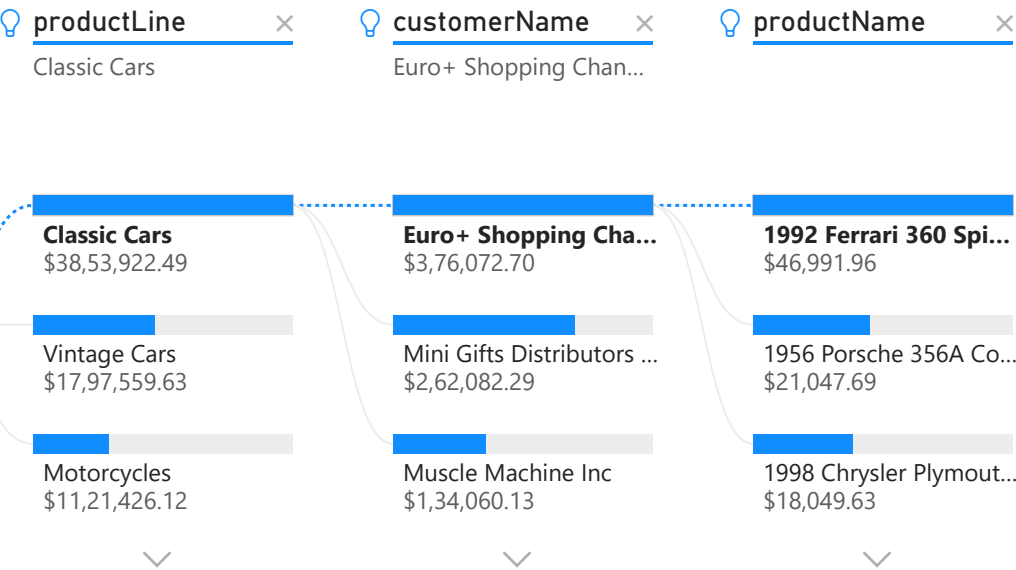 productLine
Classic Cars
customerName
Euro+ Shopping Chan...
productName
Classic Cars
$38,53,922.49
Vintage Cars
$17,97,559.63
Motorcycles
$11,21,426.12
Euro+ Shopping Cha...
$3,76,072.70
Mini Gifts Distributors ...
$2,62,082.29
Muscle Machine Inc
$1,34,060.13
1992 Ferrari 360 Spi...
$46,991.96
1956 Porsche 356A Co...
$21,047.69
1998 Chrysler Plymout...
$18,049.63